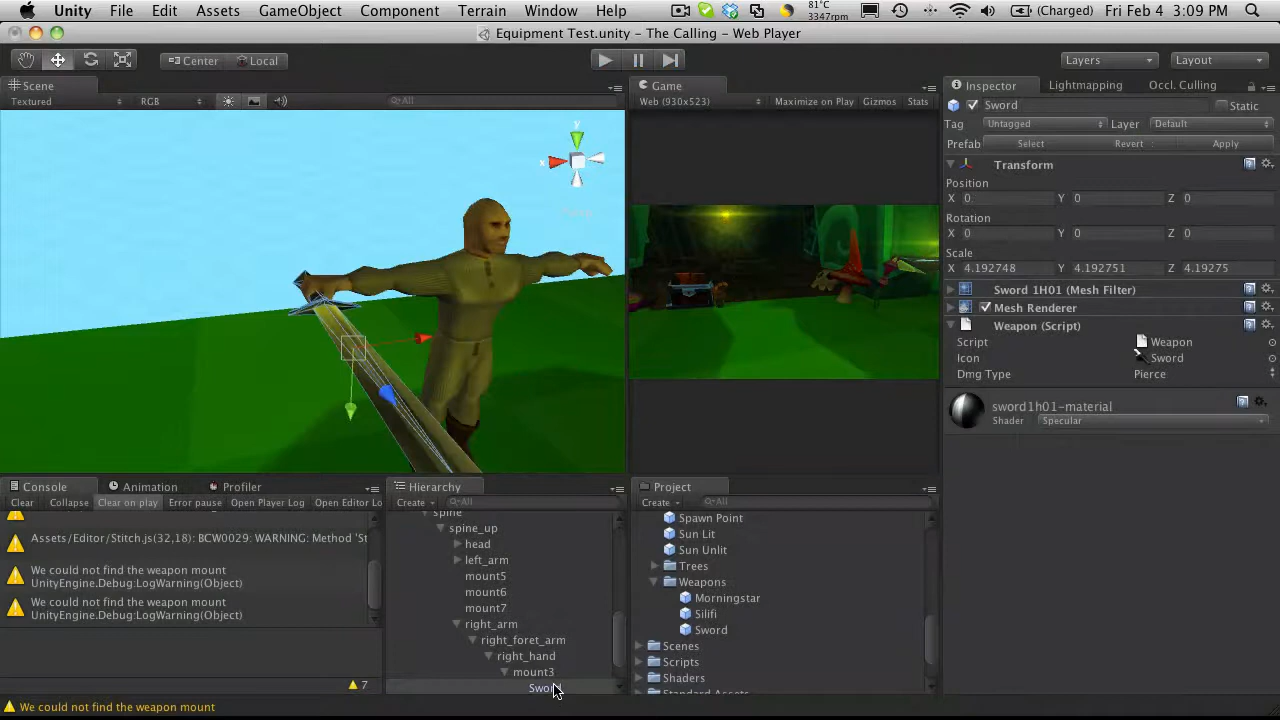 Unity File Edit Assets GameObject Component Terrain Window Help 81°C 3347rpm (Charged) Fri Feb 4 3:09 PM
Equipment Test.unity - The Calling - Web Player
Center Local Layers Layout
Scene Game Inspector Lightmapping Occl. Culling
Textured RGB All Web (930x523) Maximize on Play Gizmos Stats
Sword Static
Tag Untagged Layer Default
Prefab Select Revert Apply
Transform
Position
X 0 Y 0 Z 0
Rotation
X 0 Y 0 Z 0
Scale
X 4.192748 Y 4.192751 Z 4.19275
Sword 1H01 (Mesh Filter)
Mesh Renderer
Weapon (Script)
Script Weapon
Icon Sword
Dmg Type Pierce
sword1h01-material
Shader Specular
y
x
Console Animation Profiler
Clear Collapse Clear on play Error pause Open Player Log Open Editor Lo
Assets/Editor/Stitch.js(32,18): BCW0029: WARNING: Method 'St
We could not find the weapon mount
UnityEngine.Debug:LogWarning(Object)
We could not find the weapon mount
UnityEngine.Debug:LogWarning(Object)
7
We could not find the weapon mount
Hierarchy
Create All
spine
spine_up
head
left_arm
mount5
mount6
mount7
right_arm
right_foret_arm
right_hand
mount3
Sword
Project
Create All
Spawn Point
Sun Lit
Sun Unlit
Trees
Weapons
Morningstar
Silifi
Sword
Scenes
Scripts
Shaders
Standard Assets